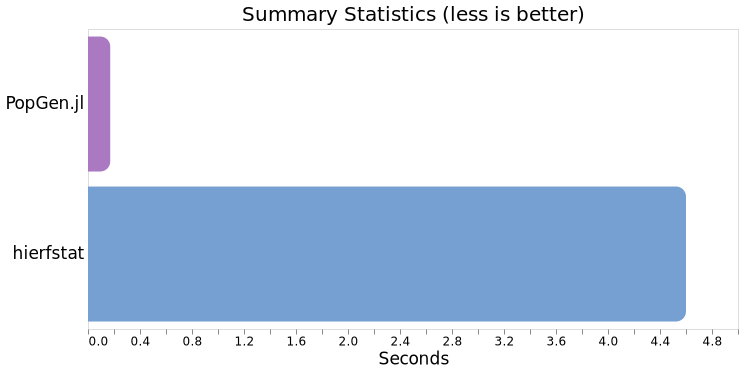 Summary Statistics (less is better)
PopGen.jl
hierfstat
0.0 0.4 0.8 1.2 1.6 2.0 2.4 2.8 3.2 3.6 4.0 4.4 4.8
Seconds